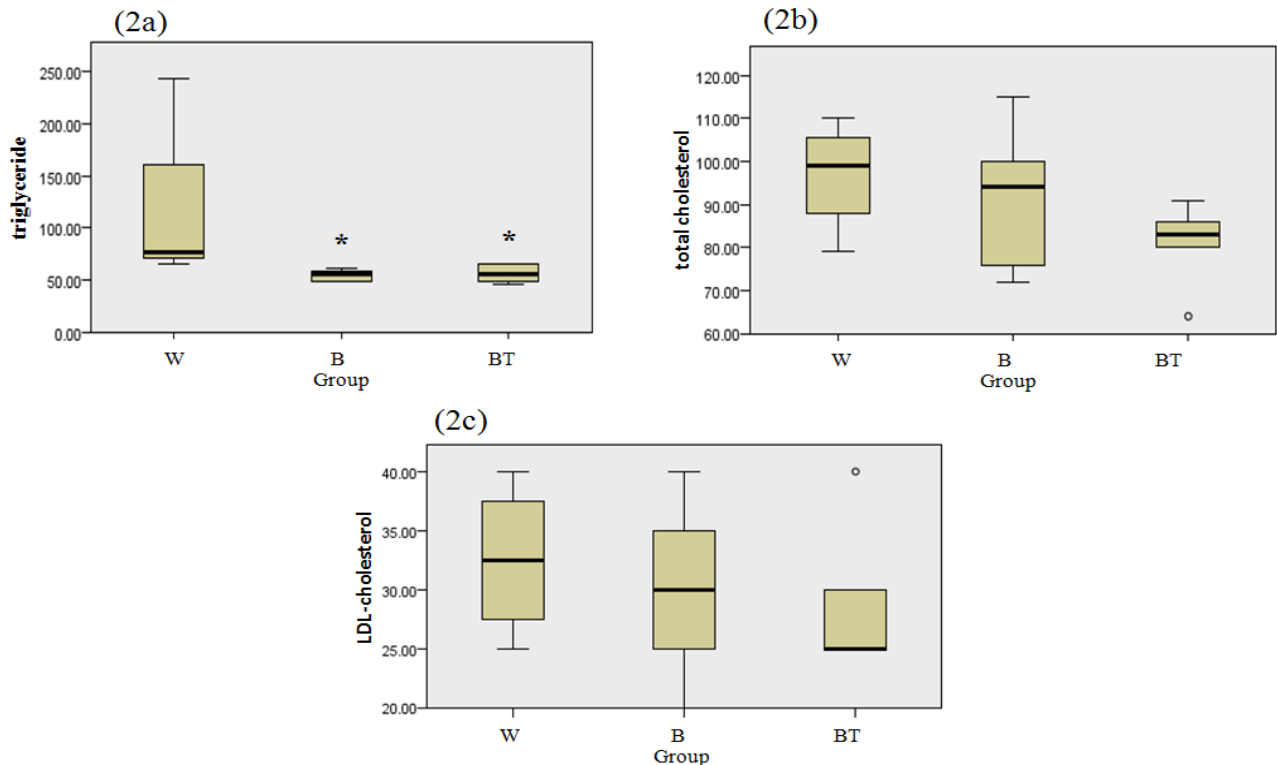 (2a)
triglyceride
250.00
200.00
150.00
100.00
50.00
0.00
*
*
W
B
BT
Group
(2b)
total cholesterol
120.00
110.00
100.00
90.00
80.00
70.00
60.00
W
B
BT
Group
(2c)
LDL-cholesterol
40.00
35.00
30.00
25.00
20.00
W
B
BT
Group